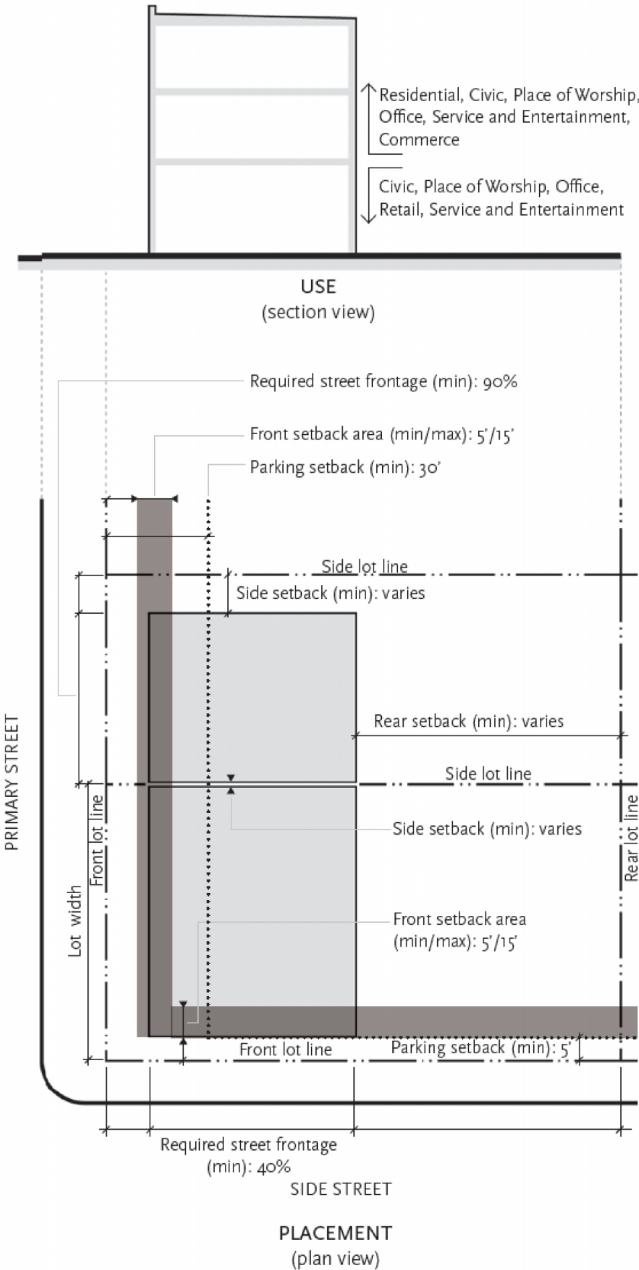 Residential, Civic, Place of Worship,
Office, Service and Entertainment,
Commerce
Civic, Place of Worship, Office,
Retail, Service and Entertainment
USE
(section view)
Required street frontage (min): 90%
Front setback area (min/max): 5'/15'
Parking setback (min): 30'
Side lot line
Side setback (min): varies
Rear setback (min): varies
Side lot line
PRIMARY STREET
Front lot line
Rear lot line
Side setback (min): varies
Lot width
Front setback area
(min/max): 5'/15'
Front lot line
Parking setback (min): 5'
Required street frontage
(min): 40%
SIDE STREET
PLACEMENT
(plan view)